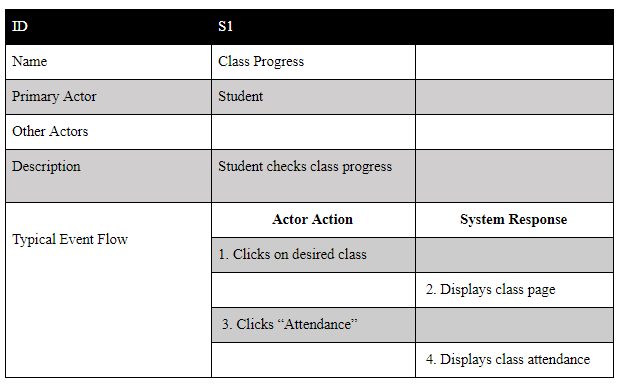 ID S1
Name Class Progress
Primary Actor Student
Other Actors
Description Student checks class progress
Typical Event Flow
Actor Action System Response
1. Clicks on desired class
2. Displays class page
3. Clicks “Attendance”
4. Displays class attendance